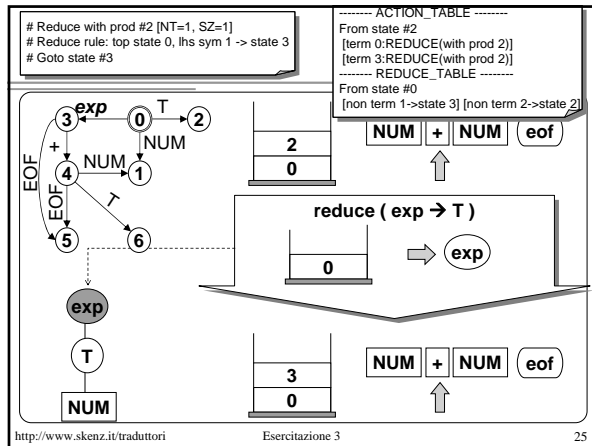 # Reduce with prod #2 [NT=1, SZ=1]
# Reduce rule: top state 0, lhs sym 1 -> state 3
# Goto state #3
-------- ACTION_TABLE --------
From state #2
[term 0:REDUCE(with prod 2)]
[term 3:REDUCE(with prod 2)]
-------- REDUCE_TABLE --------
From state #0
[non term 1->state 3] [non term 2->state 2]
3 exp 0 T 2
+ NUM
EOF 4 NUM 1
EOF T
5 6
2
0
NUM + NUM eof
reduce ( exp → T )
0
exp
exp
T
NUM
3
0
NUM + NUM eof
http://www.skenz.it/traduttori Esercitazione 3 25